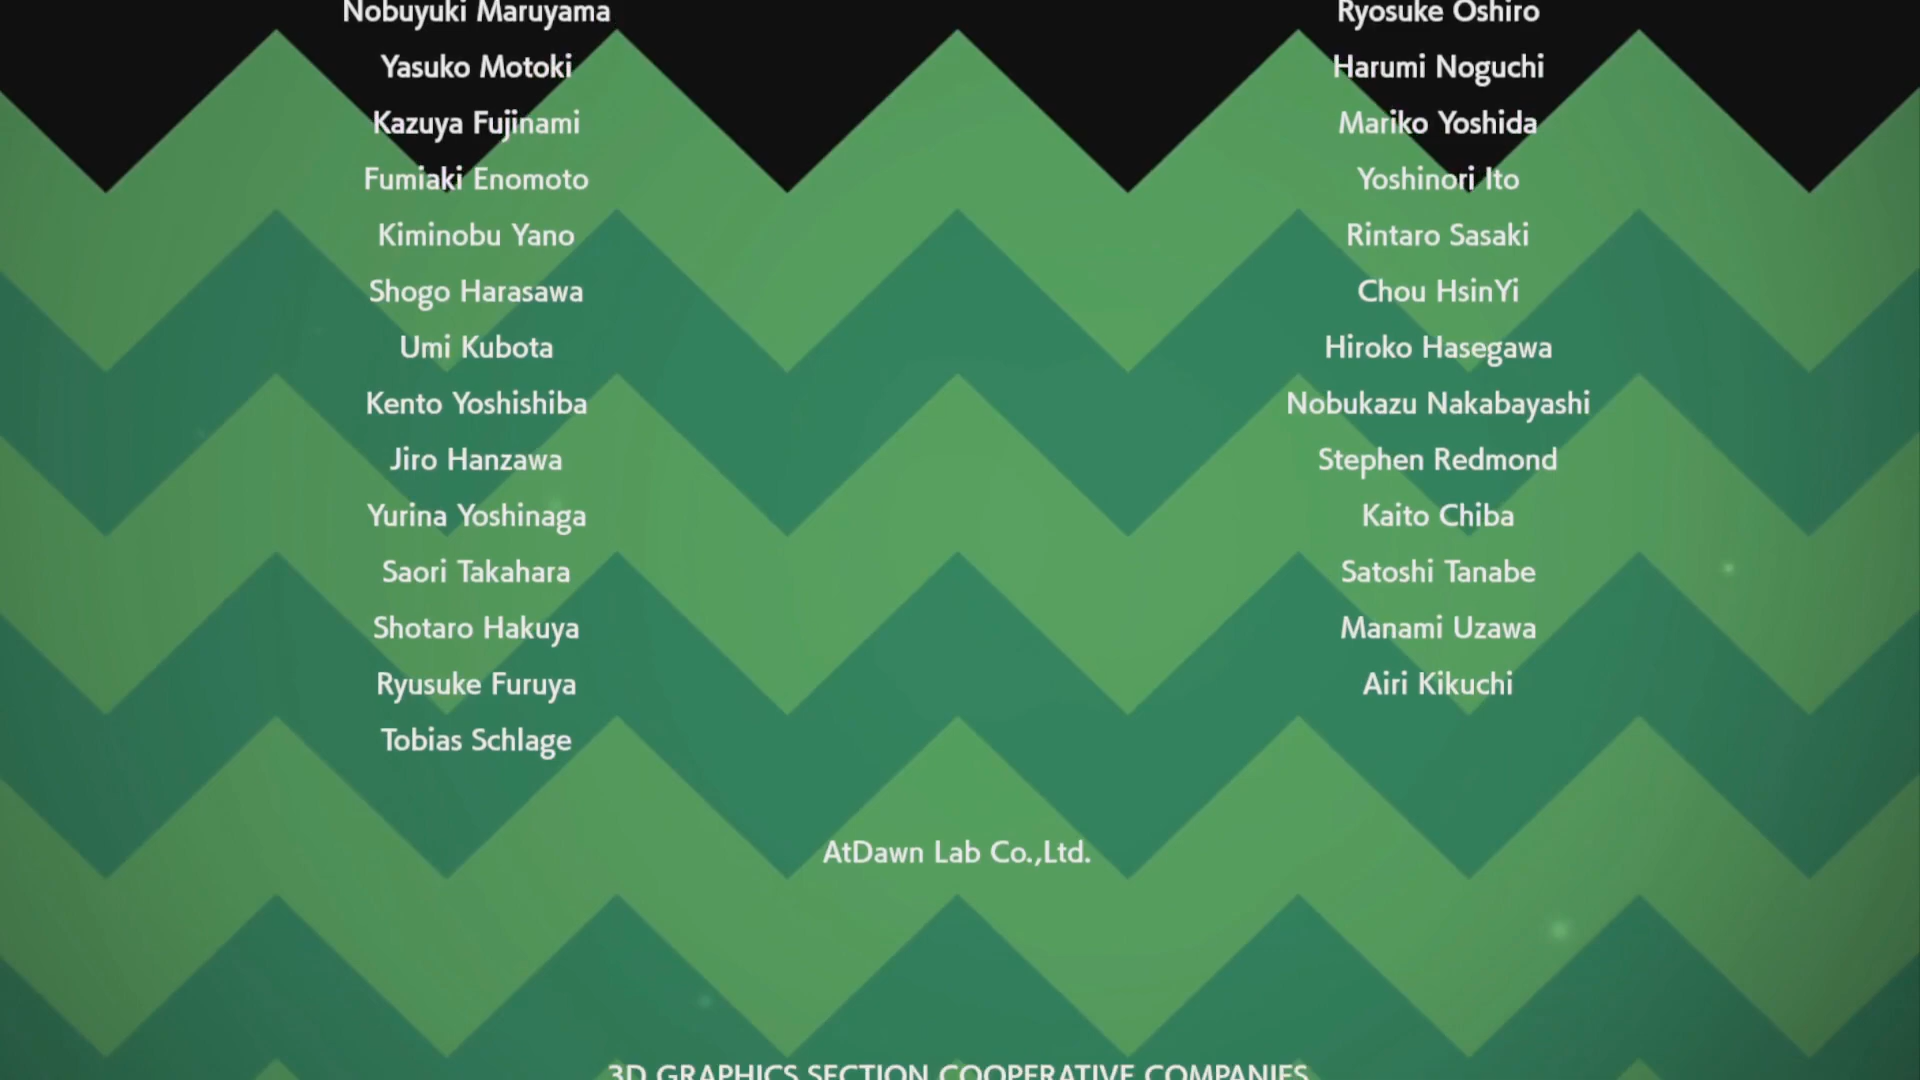 Nobuyuki Maruyama
Yasuko Motoki
Kazuya Fujinami
Fumiaki Enomoto
Kiminobu Yano
Shogo Harasawa
Umi Kubota
Kento Yoshishiba
Jiro Hanzawa
Yurina Yoshinaga
Saori Takahara
Shotaro Hakuya
Ryusuke Furuya
Tobias Schlage
Ryosuke Oshiro
Harumi Noguchi
Mariko Yoshida
Yoshinori Ito
Rintaro Sasaki
Chou HsinYi
Hiroko Hasegawa
Nobukazu Nakabayashi
Stephen Redmond
Kaito Chiba
Satoshi Tanabe
Manami Uzawa
Airi Kikuchi
AtDawn Lab Co.,Ltd.
3D GRAPHICS SECTION COOPERATIVE COMPANIES